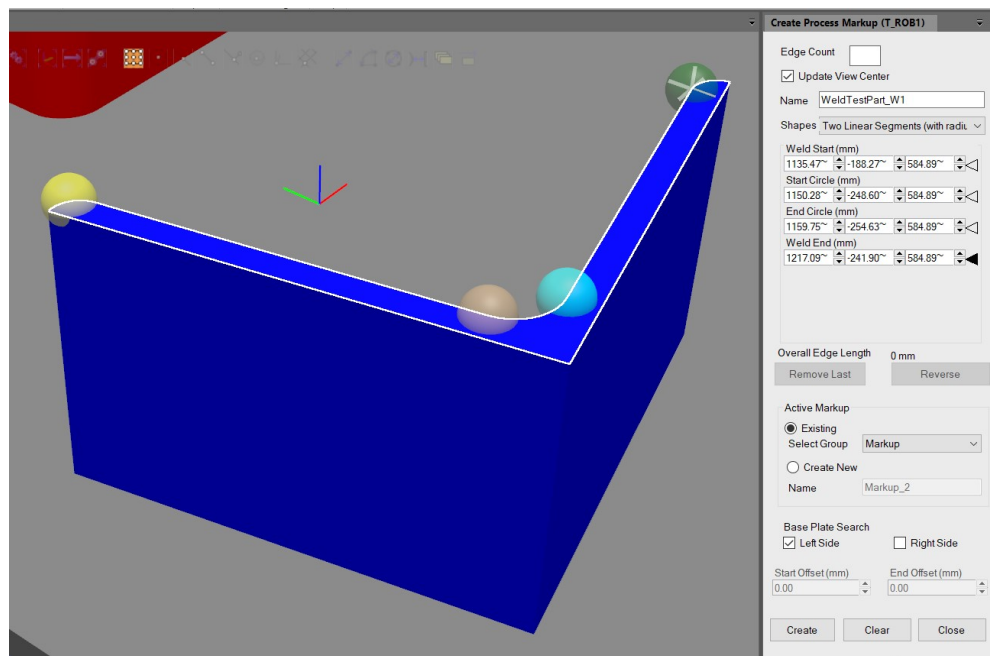 Create Process Markup (T_ROB1)
Edge Count
Update View Center
Name WeldTestPart_W1
Shapes Two Linear Segments (with radiu
Weld Start (mm)
1135.47~ -188.27~ 584.89~
Start Circle (mm)
1150.28~ -248.60~ 584.89~
End Circle (mm)
1159.75~ -254.63~ 584.89~
Weld End (mm)
1217.09~ -241.90~ 584.89~
Overall Edge Length 0 mm
Remove Last Reverse
Active Markup
Existing
Select Group Markup
Create New
Name Markup_2
Base Plate Search
Left Side Right Side
Start Offset (mm) End Offset (mm)
0.00 0.00
Create Clear Close